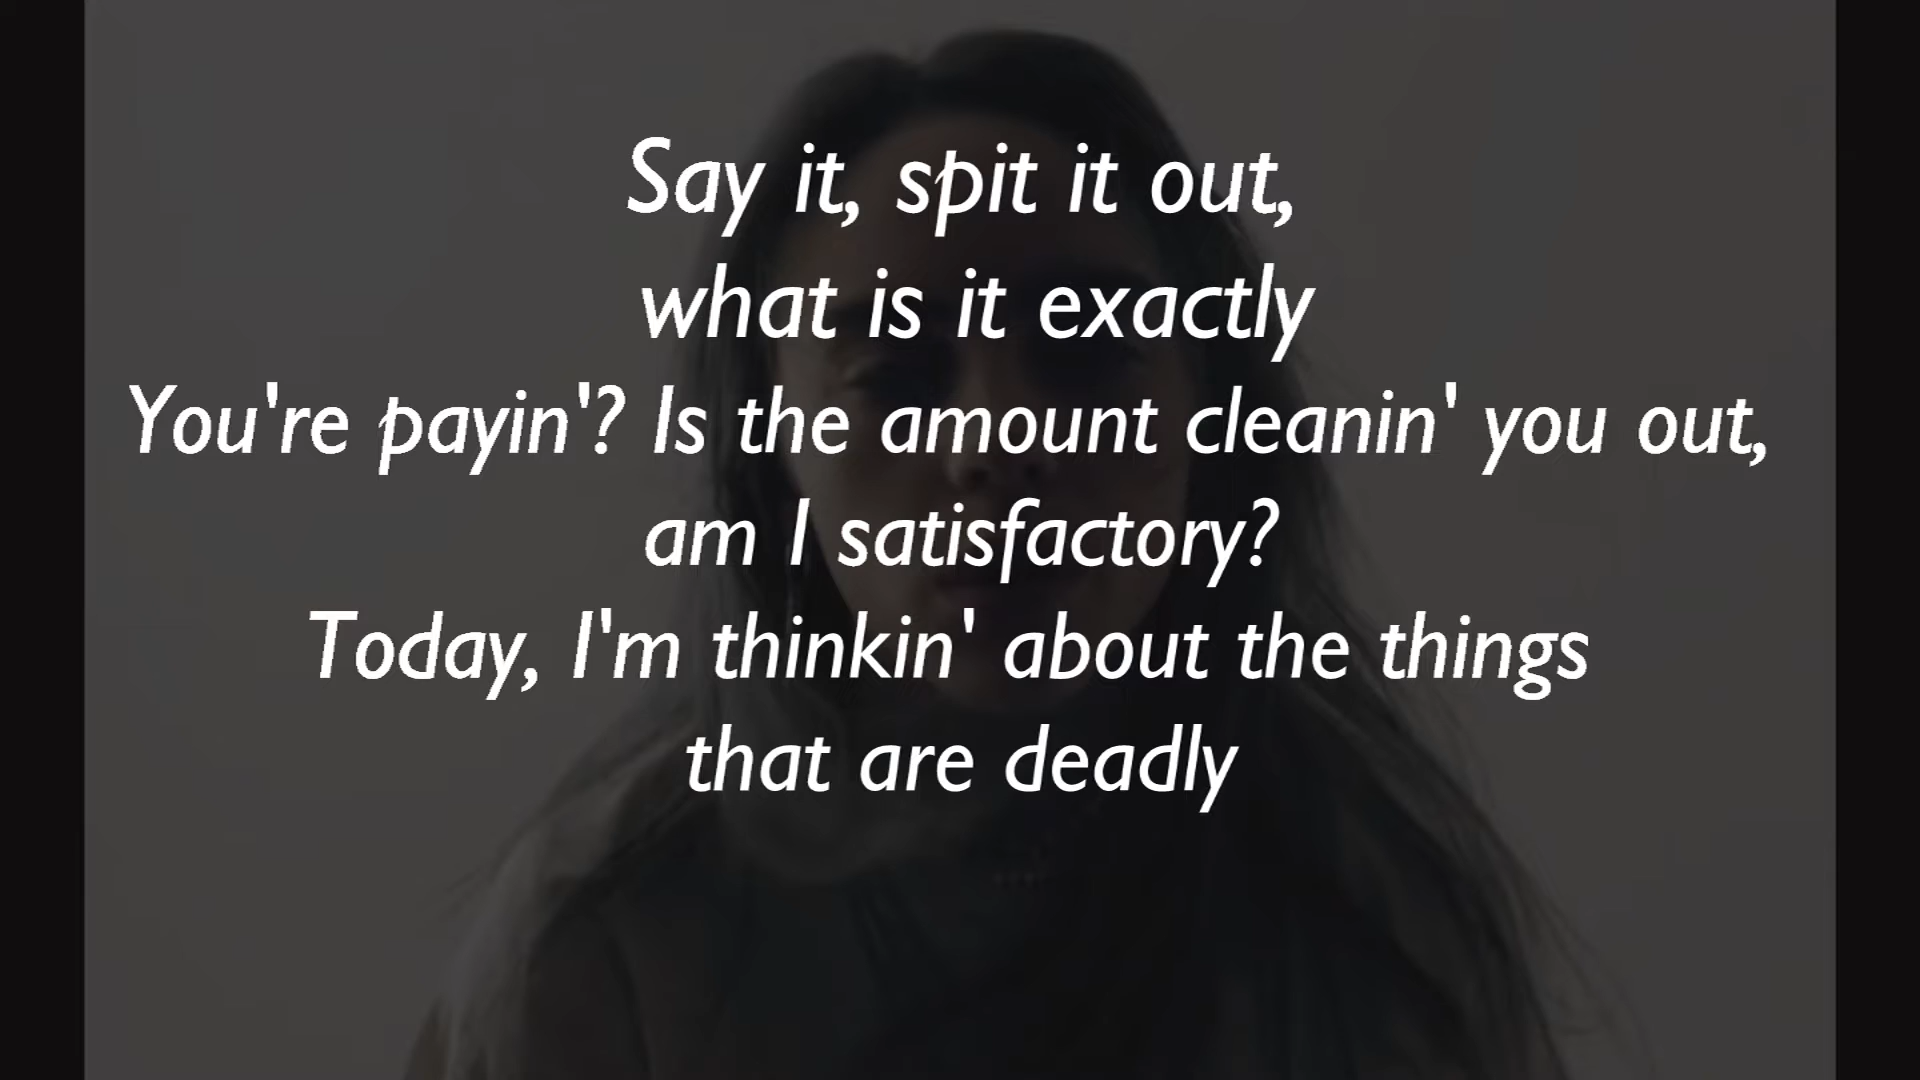 Say it, spit it out,
what is it exactly
You're payin'? Is the amount cleanin' you out,
am I satisfactory?
Today, I'm thinkin' about the things
that are deadly